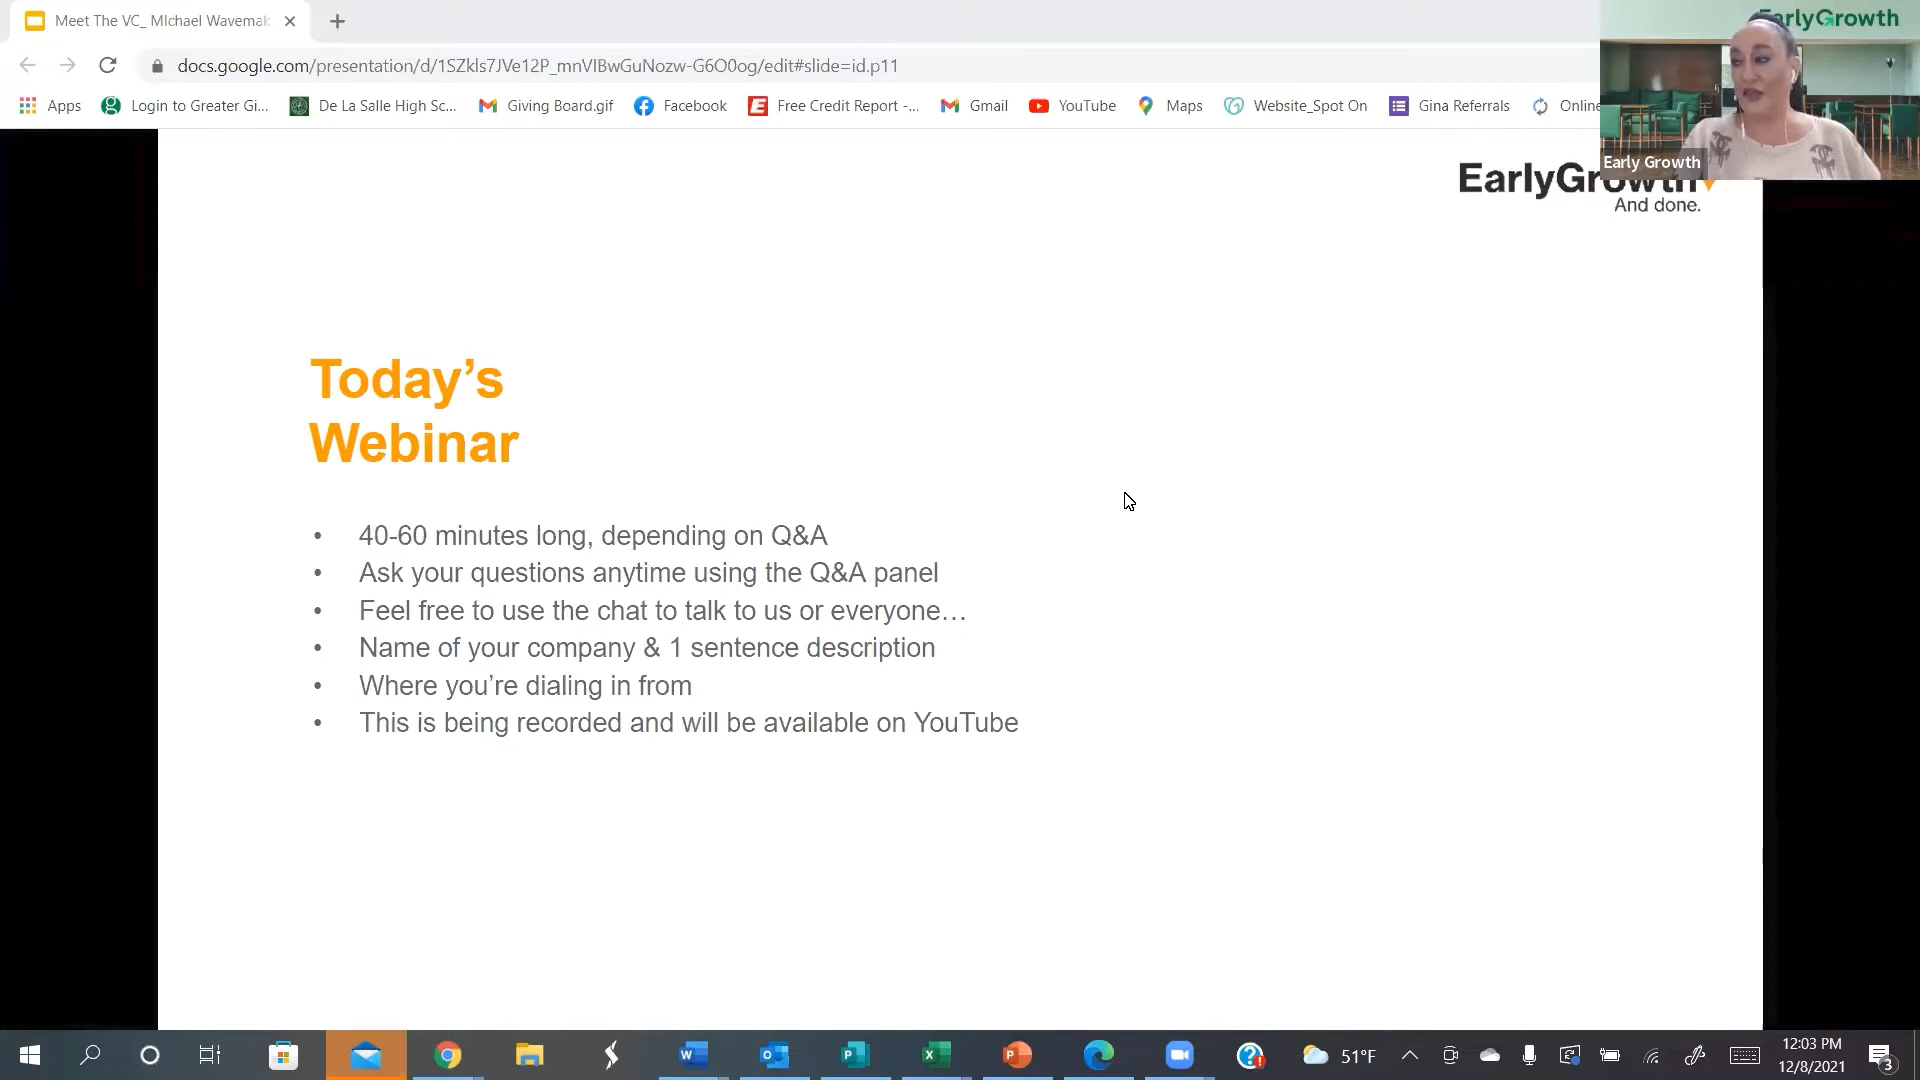 Meet The VC_ MIchael Wavemak
docs.google.com/presentation/d/1SZkls7JVe12P_mnVIBwGuNozw-G6O0og/edit#slide=id.p11
Apps
Login to Greater Gi...
De La Salle High Sc...
Giving Board.gif
Facebook
Free Credit Report -...
Gmail
YouTube
Maps
Website_Spot On
Gina Referrals
Online
EarlyGrowth
Early Growth
EarlyGrowth
And done.
Today’s
Webinar
• 40-60 minutes long, depending on Q&A
• Ask your questions anytime using the Q&A panel
• Feel free to use the chat to talk to us or everyone…
• Name of your company & 1 sentence description
• Where you’re dialing in from
• This is being recorded and will be available on YouTube
51°F
12:03 PM
12/8/2021
3